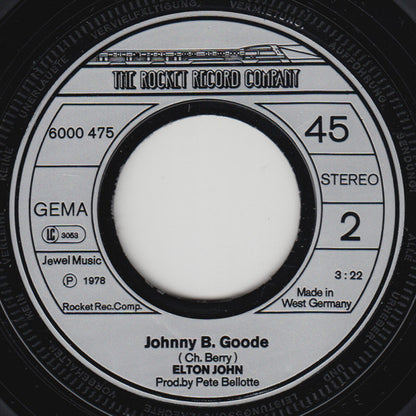 VERVIELFÄLTIGUNG
THE ROCKET RECORD COMPANY
6000 475
45
STEREO
GEMA
LC 3053
2
Jewel Music
Ⓟ 1978
Rocket Rec.Comp.
3:22
Made in
West Germany
Johnny B. Goode
(Ch. Berry)
ELTON JOHN
Prod.by Pete Bellotte